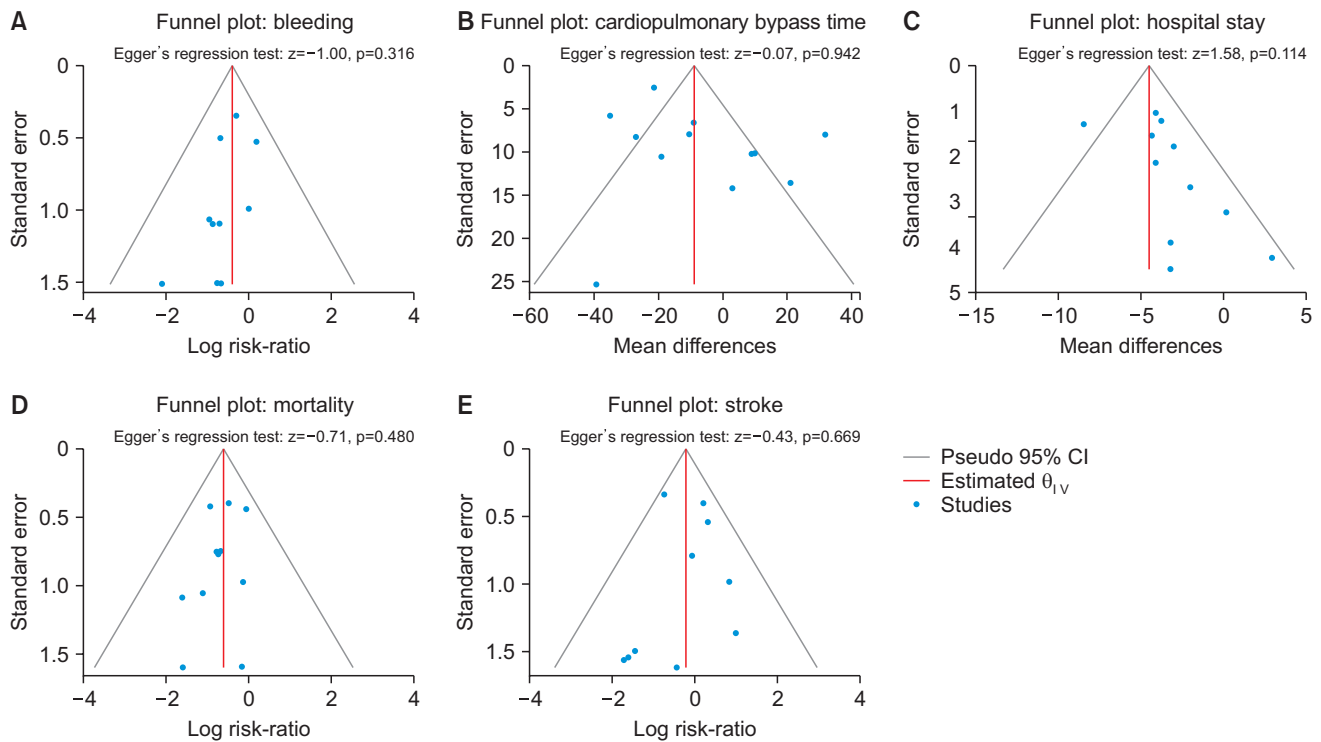 A
Funnel plot: bleeding
Egger's regression test: z=−1.00, p=0.316
0
0.5
1.0
1.5
Standard error
−4
−2
0
2
4
Log risk-ratio
B
Funnel plot: cardiopulmonary bypass time
Egger's regression test: z=−0.07, p=0.942
0
5
10
15
20
25
Standard error
−60
−40
−20
0
20
40
Mean differences
C
Funnel plot: hospital stay
Egger's regression test: z=1.58, p=0.114
0
1
2
3
4
5
Standard error
−15
−10
−5
0
5
Mean differences
D
Funnel plot: mortality
Egger's regression test: z=−0.71, p=0.480
0
0.5
1.0
1.5
Standard error
−4
−2
0
2
4
Log risk-ratio
E
Funnel plot: stroke
Egger's regression test: z=−0.43, p=0.669
0
0.5
1.0
1.5
Standard error
−4
−2
0
2
4
Log risk-ratio
Pseudo 95% CI
Estimated θIV
Studies